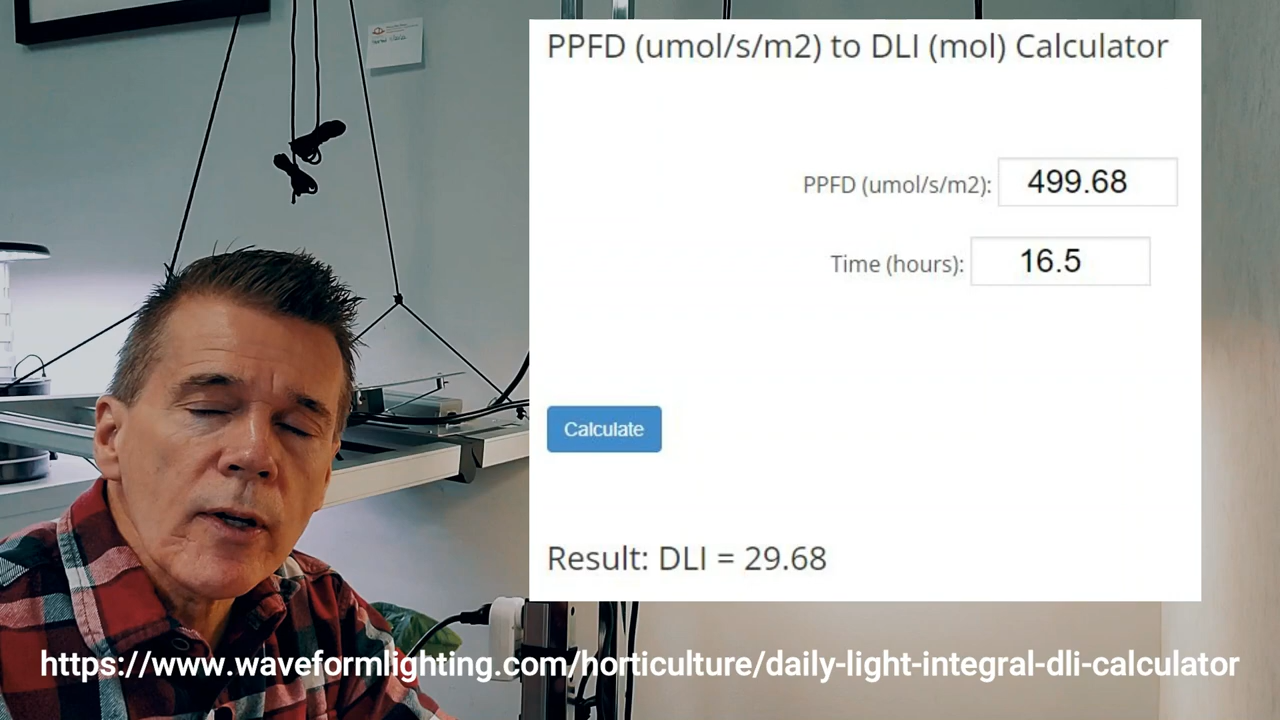 PPFD (umol/s/m2) to DLI (mol) Calculator
PPFD (umol/s/m2): 499.68
Time (hours): 16.5
Calculate
Result: DLI = 29.68
https://www.waveformlighting.com/horticulture/daily-light-integral-dli-calculator